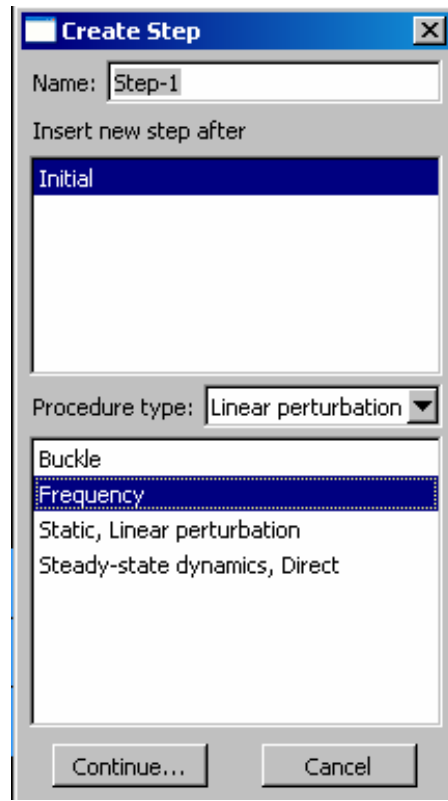 Create Step
Name: Step-1
Insert new step after
Initial
Procedure type: Linear perturbation
Buckle
Frequency
Static, Linear perturbation
Steady-state dynamics, Direct
Continue... Cancel